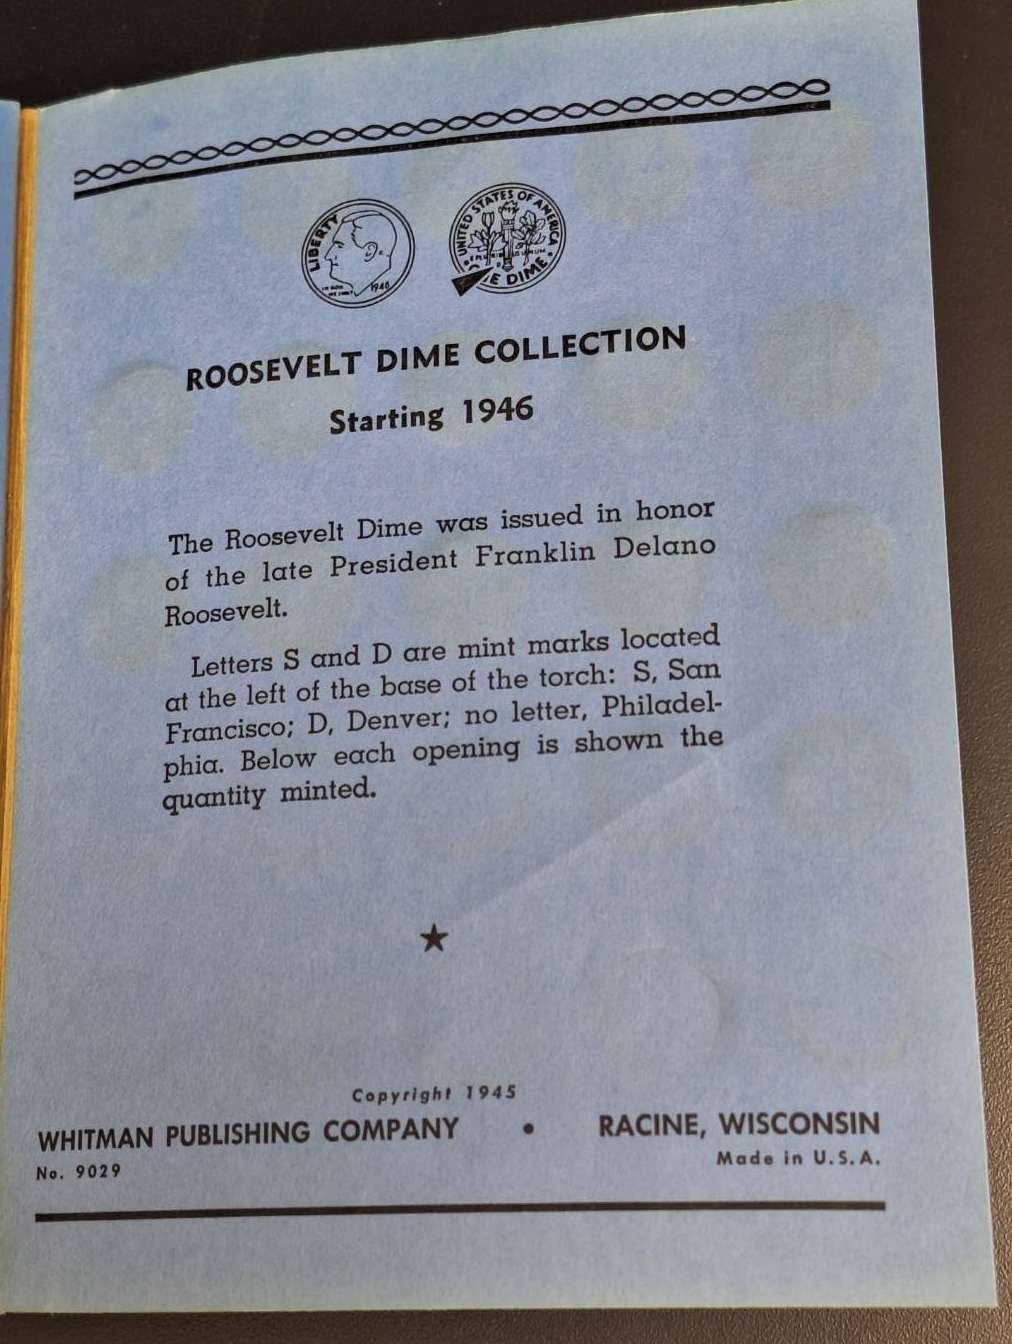 LIBERTY
1946
UNITED STATES OF AMERICA
DIME
ROOSEVELT DIME COLLECTION
Starting 1946
The Roosevelt Dime was issued in honor
of the late President Franklin Delano
Roosevelt.
Letters S and D are mint marks located
at the left of the base of the torch: S, San
Francisco; D, Denver; no letter, Philadel-
phia. Below each opening is shown the
quantity minted.
Copyright 1945
WHITMAN PUBLISHING COMPANY • RACINE, WISCONSIN
No. 9029
Made in U.S.A.